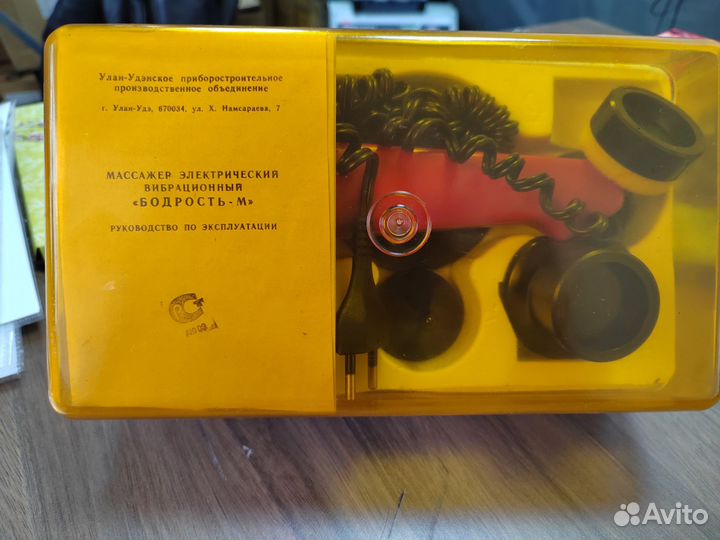 Улан-Удэнское приборостроительное
производственное объединение
г. Улан-Удэ, 670034, ул. Х. Намсараева, 7
МАССАЖЕР ЭЛЕКТРИЧЕСКИЙ
ВИБРАЦИОННЫЙ
«БОДРОСТЬ-М»
РУКОВОДСТВО ПО ЭКСПЛУАТАЦИИ
Avito